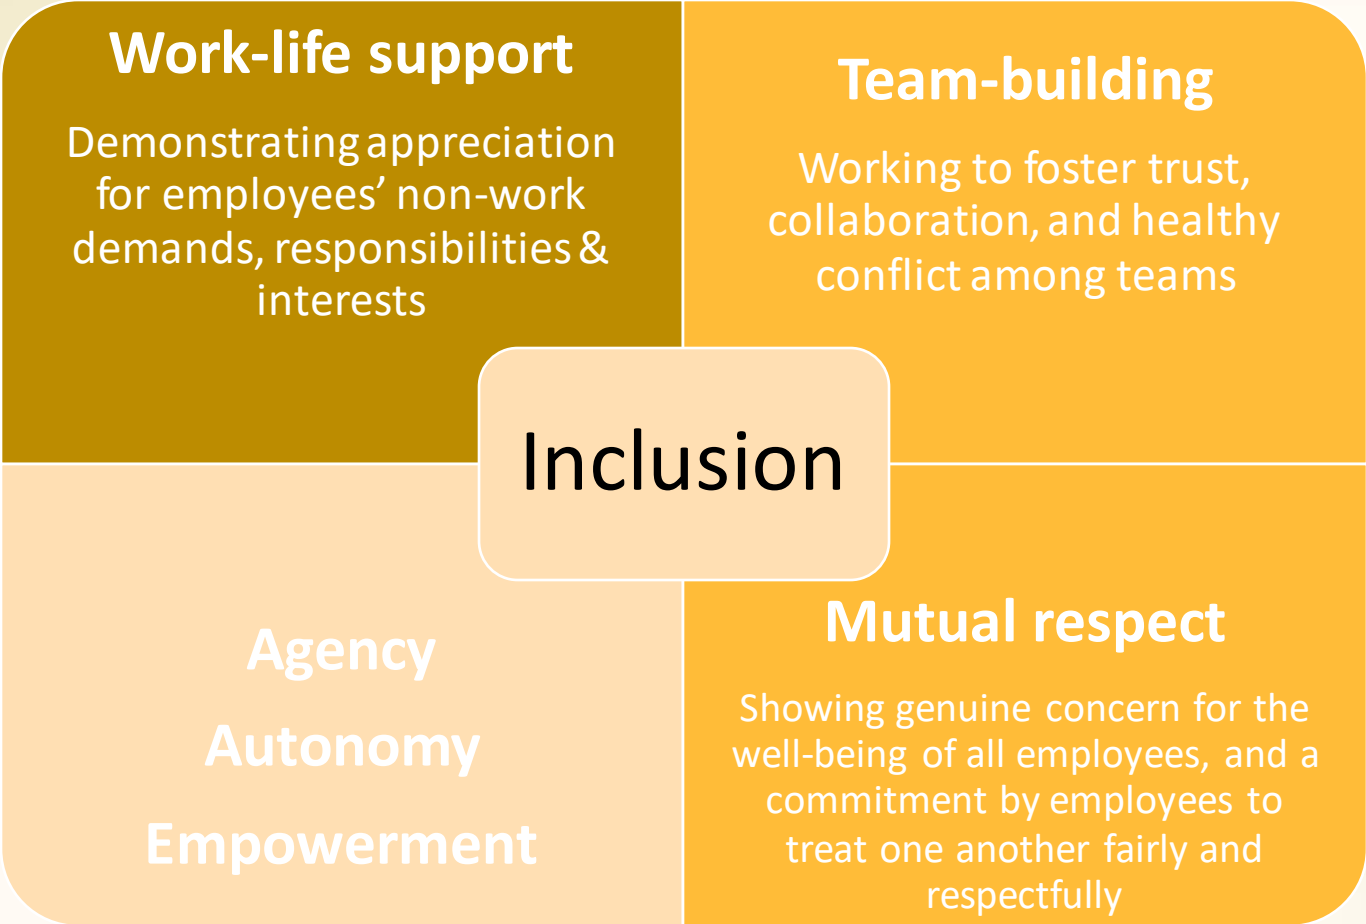 Work-life support
Demonstrating appreciation
for employees’ non-work
demands, responsibilities &
interests
Team-building
Working to foster trust,
collaboration, and healthy
conflict among teams
Inclusion
Agency
Autonomy
Empowerment
Mutual respect
Showing genuine concern for the
well-being of all employees, and a
commitment by employees to
treat one another fairly and
respectfully